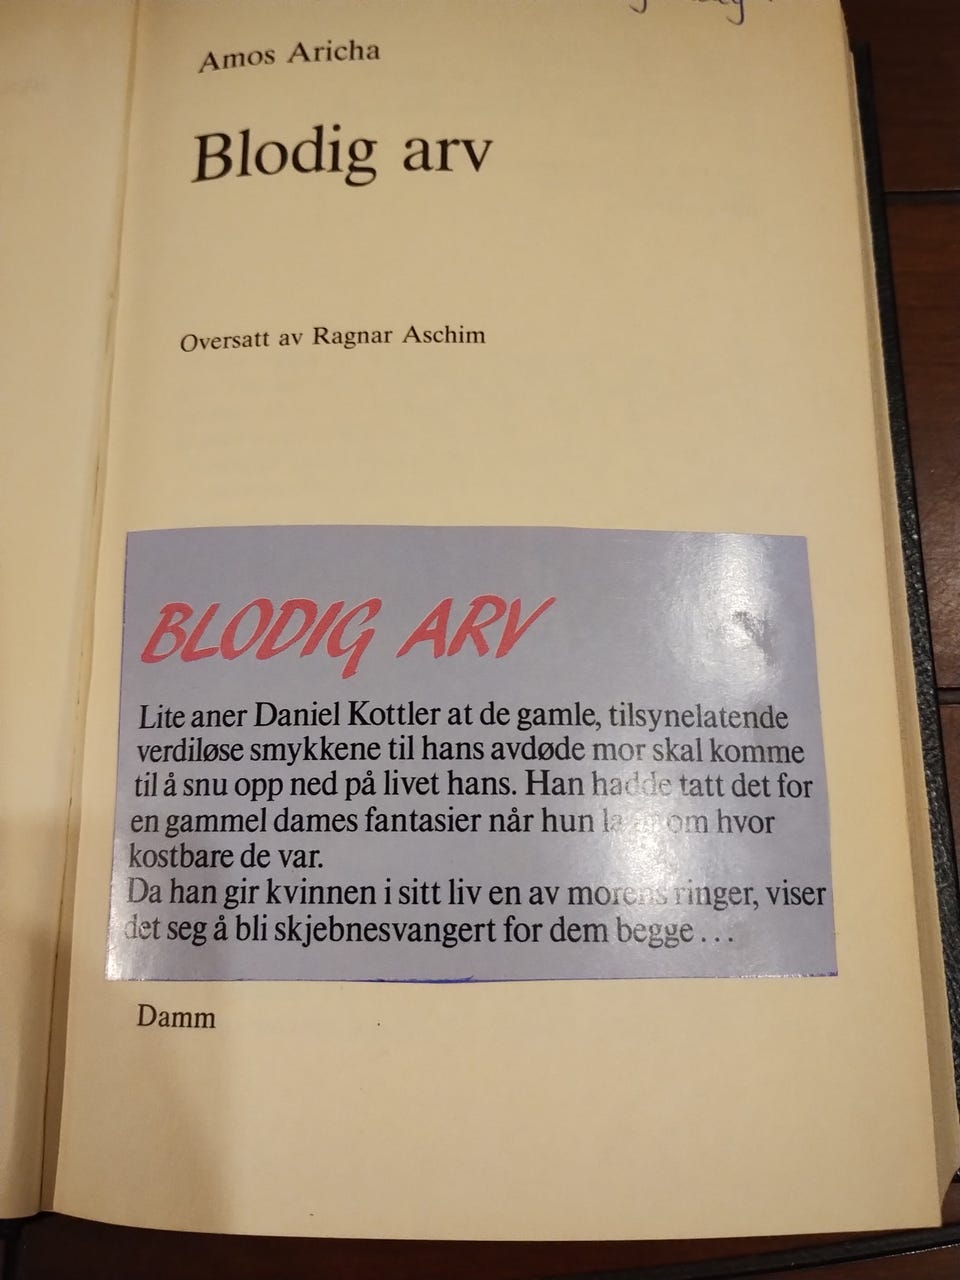 Amos Aricha
Blodig arv
Oversatt av Ragnar Aschim
BLODIG ARV
Lite aner Daniel Kottler at de gamle, tilsynelatende
verdiløse smykkene til hans avdøde mor skal komme
til å snu opp ned på livet hans. Han hadde tatt det for
en gammel dames fantasier når hun om hvor
kostbare de var.
Da han gir kvinnen i sitt liv en av morens ringer, viser
det seg å bli skjebnesvangert for dem begge . . .
Damm